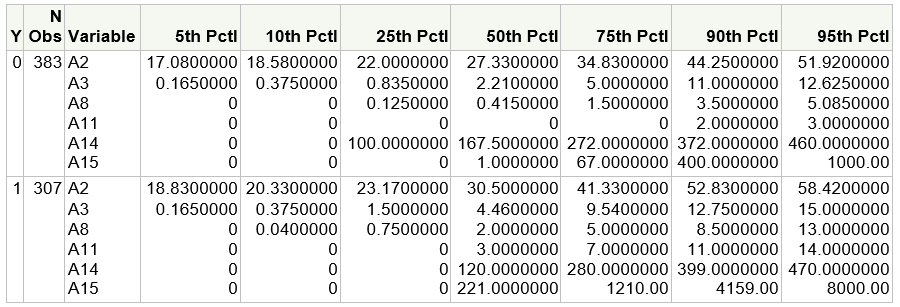 N
Y Obs Variable 5th Pctl 10th Pctl 25th Pctl 50th Pctl 75th Pctl 90th Pctl 95th Pctl
0 383 A2 17.0800000 18.5800000 22.0000000 27.3300000 34.8300000 44.2500000 51.9200000
A3 0.1650000 0.3750000 0.8350000 2.2100000 5.0000000 11.0000000 12.6250000
A8 0 0 0.1250000 0.4150000 1.5000000 3.5000000 5.0850000
A11 0 0 0 0 0 2.0000000 3.0000000
A14 0 0 100.0000000 167.5000000 272.0000000 372.0000000 460.0000000
A15 0 0 0 1.0000000 67.0000000 400.0000000 1000.00
1 307 A2 18.8300000 20.3300000 23.1700000 30.5000000 41.3300000 52.8300000 58.4200000
A3 0.1650000 0.3750000 1.5000000 4.4600000 9.5400000 12.7500000 15.0000000
A8 0 0.0400000 0.7500000 2.0000000 5.0000000 8.5000000 13.0000000
A11 0 0 0 3.0000000 7.0000000 11.0000000 14.0000000
A14 0 0 0 120.0000000 280.0000000 399.0000000 470.0000000
A15 0 0 0 221.0000000 1210.00 4159.00 8000.00